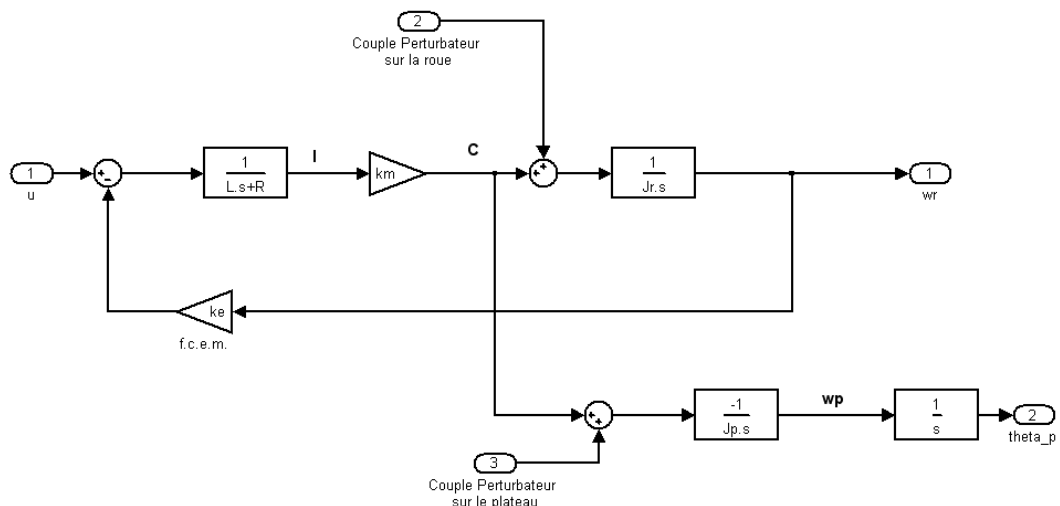 2
Couple Perturbateur
sur la roue
1
u
+
-
1
L.s+R
I
km
C
+
+
1
Jr.s
1
wr
ke
f.c.e.m.
+
+
-1
Jp.s
wp
1
s
2
theta_p
3
Couple Perturbateur
sur le plateau